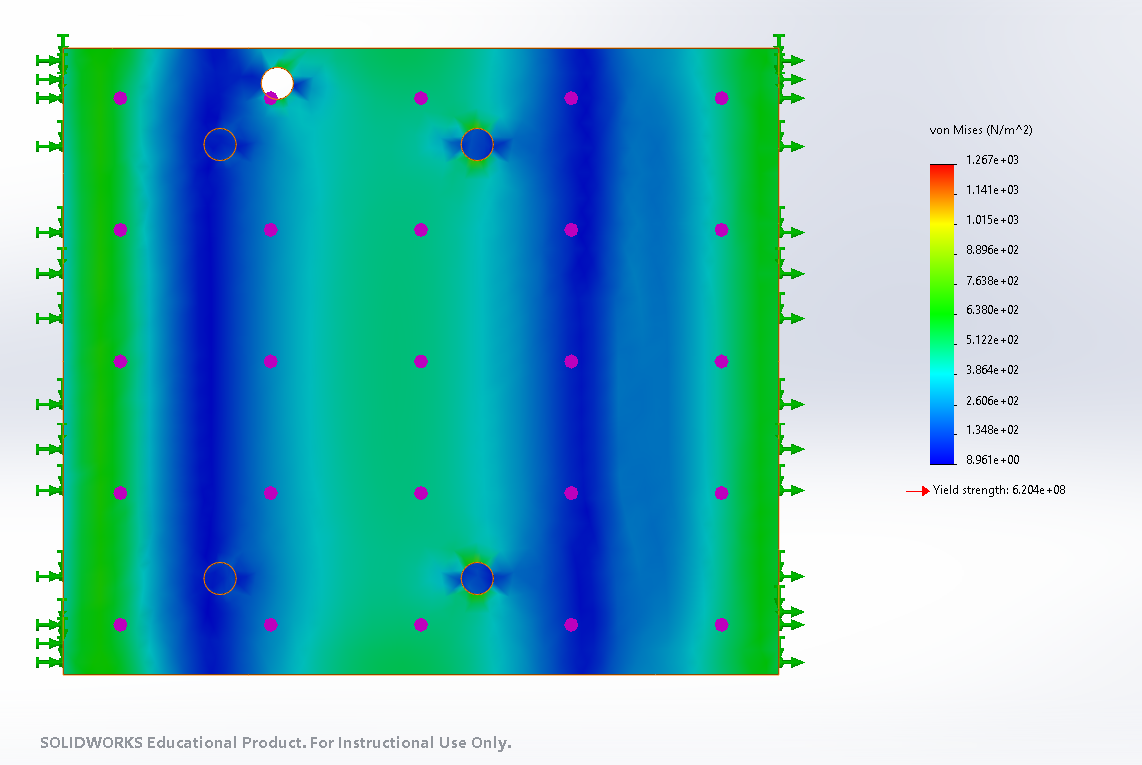 von Mises (N/m^2)
1.267e+03
1.141e+03
1.015e+03
8.896e+02
7.638e+02
6.380e+02
5.122e+02
3.864e+02
2.606e+02
1.348e+02
8.961e+00
Yield strength: 6.204e+08
SOLIDWORKS Educational Product. For Instructional Use Only.